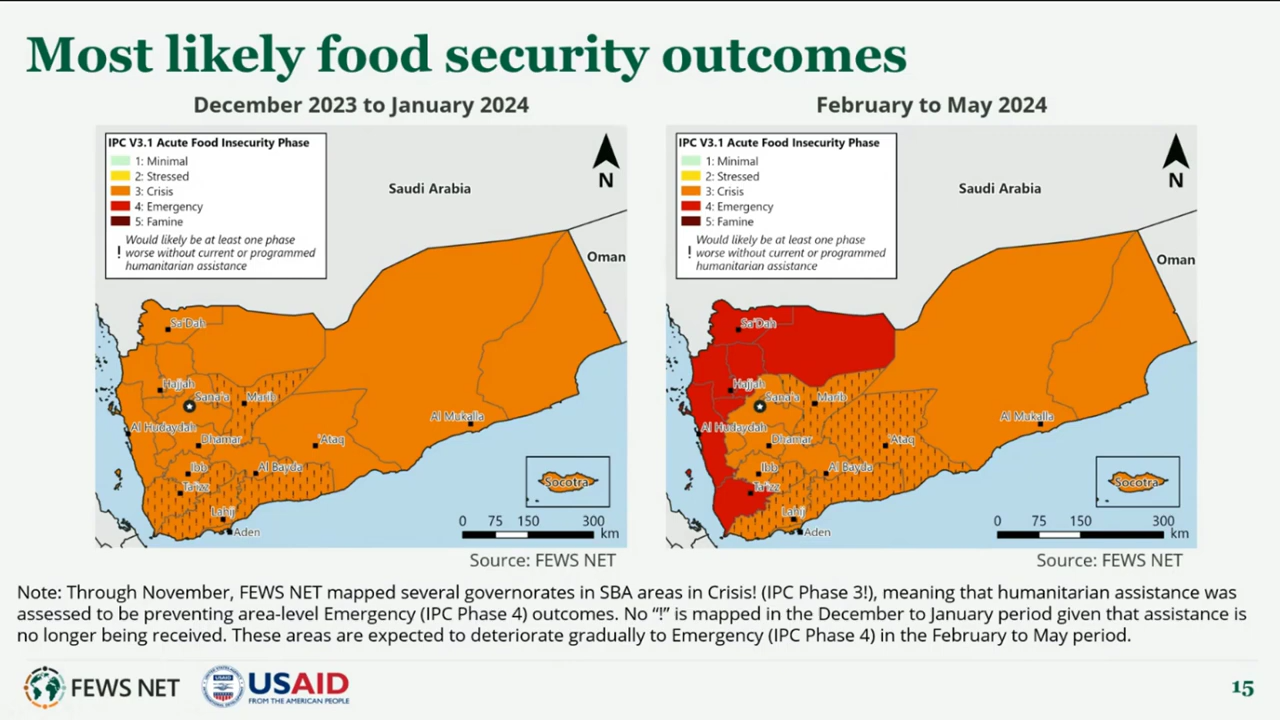 Most likely food security outcomes
December 2023 to January 2024
IPC V3.1 Acute Food Insecurity Phase
1: Minimal
2: Stressed
3: Crisis
4: Emergency
5: Famine
! Would likely be at least one phase
worse without current or programmed
humanitarian assistance
N
Saudi Arabia
Oman
Sa'Dah
Hajjah
Sana'a
Marib
Al Hudaydah
Dhamar
'Ataq
Al Mukalla
Ibb
Al Bayda
Ta'izz
Lahij
Aden
Socotra
0 75 150 300
km
Source: FEWS NET
February to May 2024
IPC V3.1 Acute Food Insecurity Phase
1: Minimal
2: Stressed
3: Crisis
4: Emergency
5: Famine
! Would likely be at least one phase
worse without current or programmed
humanitarian assistance
N
Saudi Arabia
Oman
Sa'Dah
Hajjah
Sana'a
Marib
Al Hudaydah
Dhamar
'Ataq
Al Mukalla
Ibb
Al Bayda
Ta'izz
Lahij
Aden
Socotra
0 75 150 300
km
Source: FEWS NET
Note: Through November, FEWS NET mapped several governorates in SBA areas in Crisis! (IPC Phase 3!), meaning that humanitarian assistance was
assessed to be preventing area-level Emergency (IPC Phase 4) outcomes. No “!” is mapped in the December to January period given that assistance is
no longer being received. These areas are expected to deteriorate gradually to Emergency (IPC Phase 4) in the February to May period.
FEWS NET
USAID
FROM THE AMERICAN PEOPLE
15